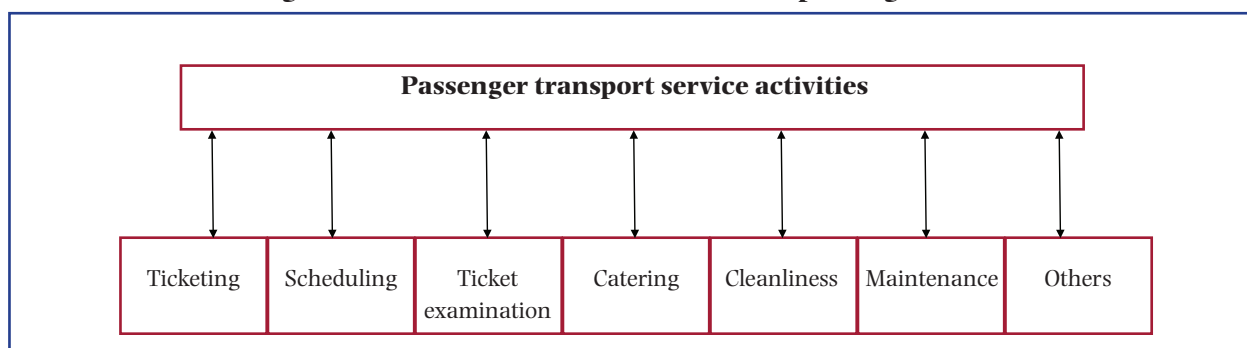 Passenger transport service activities
Ticketing
Scheduling
Ticket
examination
Catering
Cleanliness
Maintenance
Others